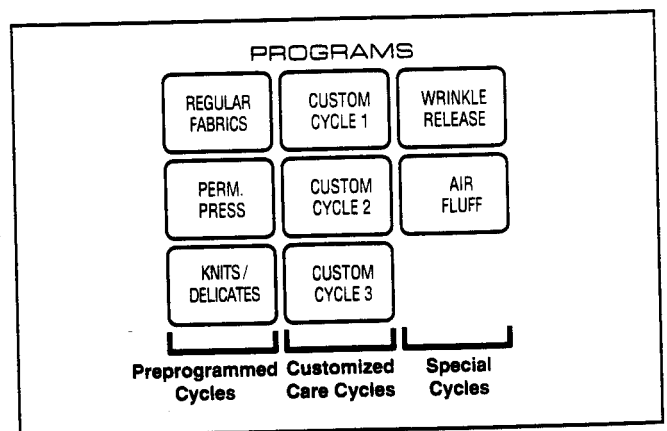 PROGRAMS
REGULAR
FABRICS
CUSTOM
CYCLE 1
WRINKLE
RELEASE
PERM.
PRESS
CUSTOM
CYCLE 2
AIR
FLUFF
KNITS /
DELICATES
CUSTOM
CYCLE 3
Preprogrammed
Cycles
Customized
Care Cycles
Special
Cycles